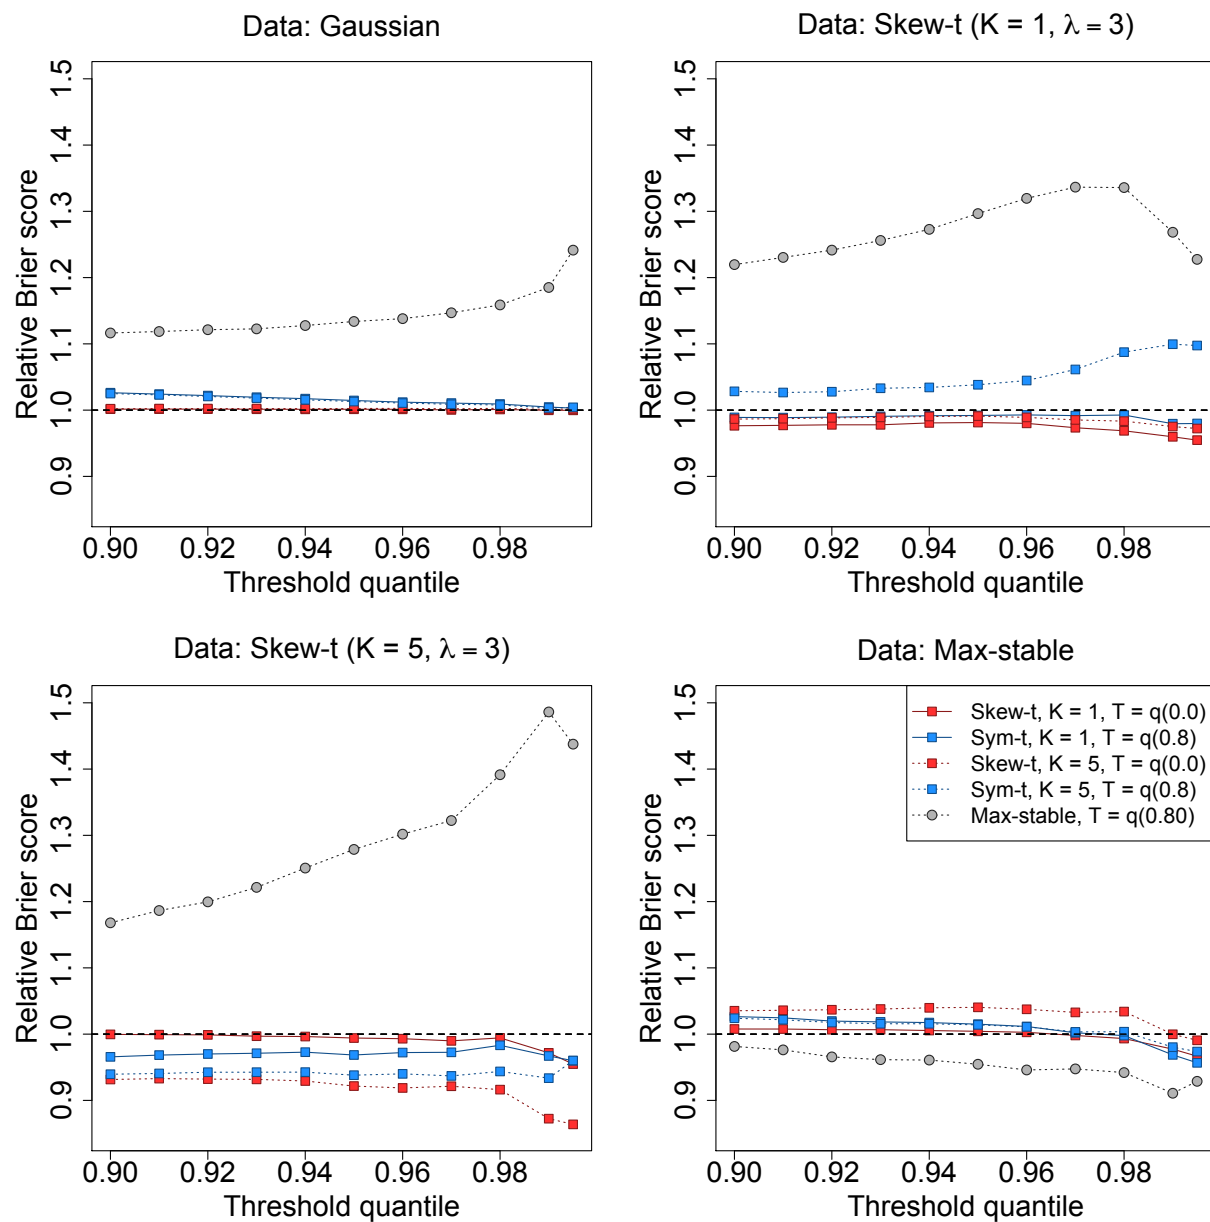 Data: Gaussian
Relative Brier score
1.5
1.4
1.3
1.2
1.1
1.0
0.9
0.90 0.92 0.94 0.96 0.98
Threshold quantile
Data: Skew-t (K = 1, λ = 3)
Relative Brier score
1.5
1.4
1.3
1.2
1.1
1.0
0.9
0.90 0.92 0.94 0.96 0.98
Threshold quantile
Data: Skew-t (K = 5, λ = 3)
Relative Brier score
1.5
1.4
1.3
1.2
1.1
1.0
0.9
0.90 0.92 0.94 0.96 0.98
Threshold quantile
Data: Max-stable
Relative Brier score
1.5
1.4
1.3
1.2
1.1
1.0
0.9
Skew-t, K = 1, T = q(0.0)
Sym-t, K = 1, T = q(0.8)
Skew-t, K = 5, T = q(0.0)
Sym-t, K = 5, T = q(0.8)
Max-stable, T = q(0.80)
0.90 0.92 0.94 0.96 0.98
Threshold quantile